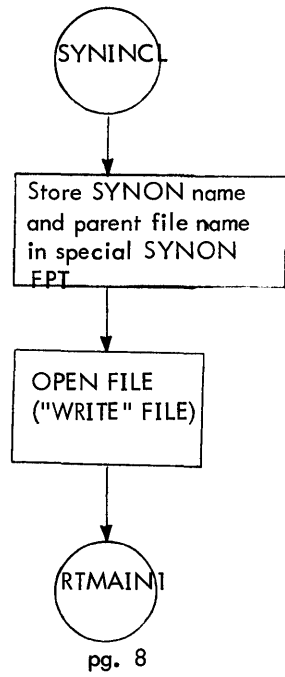 SYNINCL
Store SYNON name
and parent file name
in special SYNON
FPT
OPEN FILE
("WRITE" FILE)
RTMAIN1
pg. 8